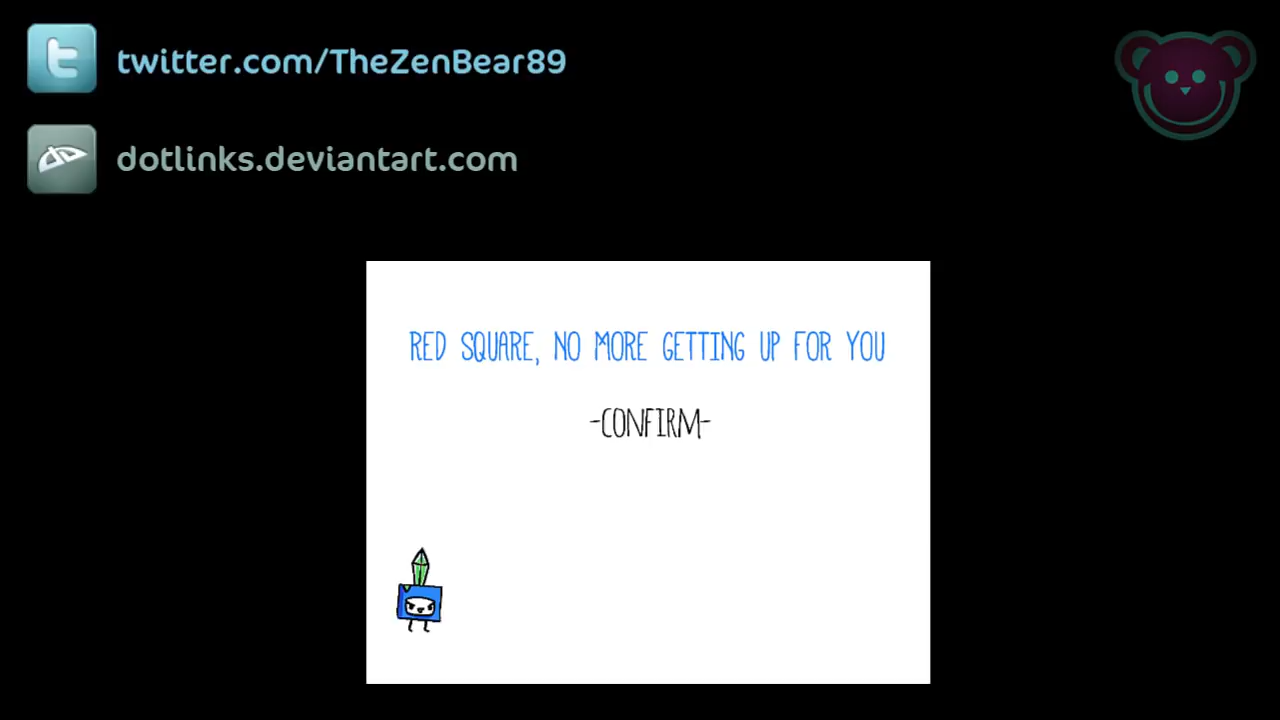 twitter.com/TheZenBear89
dotlinks.deviantart.com
RED SQUARE, NO MORE GETTING UP FOR YOU
-CONFIRM-